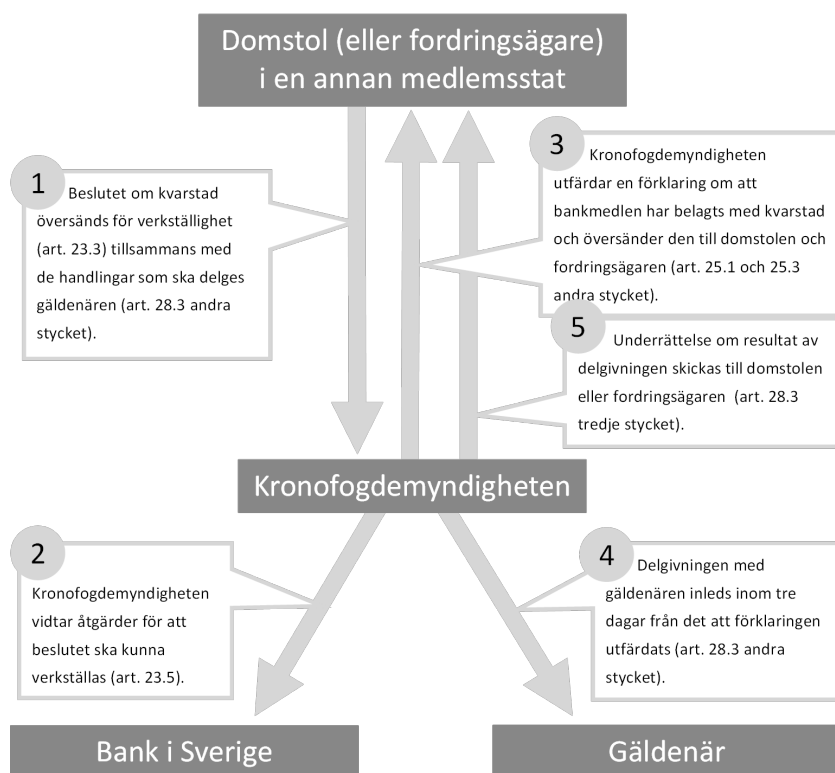 Domstol (eller fordringsägare)
i en annan medlemsstat
1
Beslutet om kvarstad
översänds för verkställighet
(art. 23.3) tillsammans med
de handlingar som ska delges
gäldenären (art. 28.3 andra
stycket).
3
Kronofogdemyndigheten
utfärdar en förklaring om att
bankmedlen har belagts med kvarstad
och översänder den till domstolen och
fordringsägaren (art. 25.1 och 25.3
andra stycket).
5
Underrättelse om resultat av
delgivningen skickas till domstolen
eller fordringsägaren (art. 28.3
tredje stycket).
Kronofogdemyndigheten
2
Kronofogdemyndigheten
vidtar åtgärder för att
beslutet ska kunna
verkställas (art. 23.5).
4
Delgivningen med
gäldenären inleds inom tre
dagar från det att förklaringen
utfärdats (art. 28.3 andra
stycket).
Bank i Sverige
Gäldenär